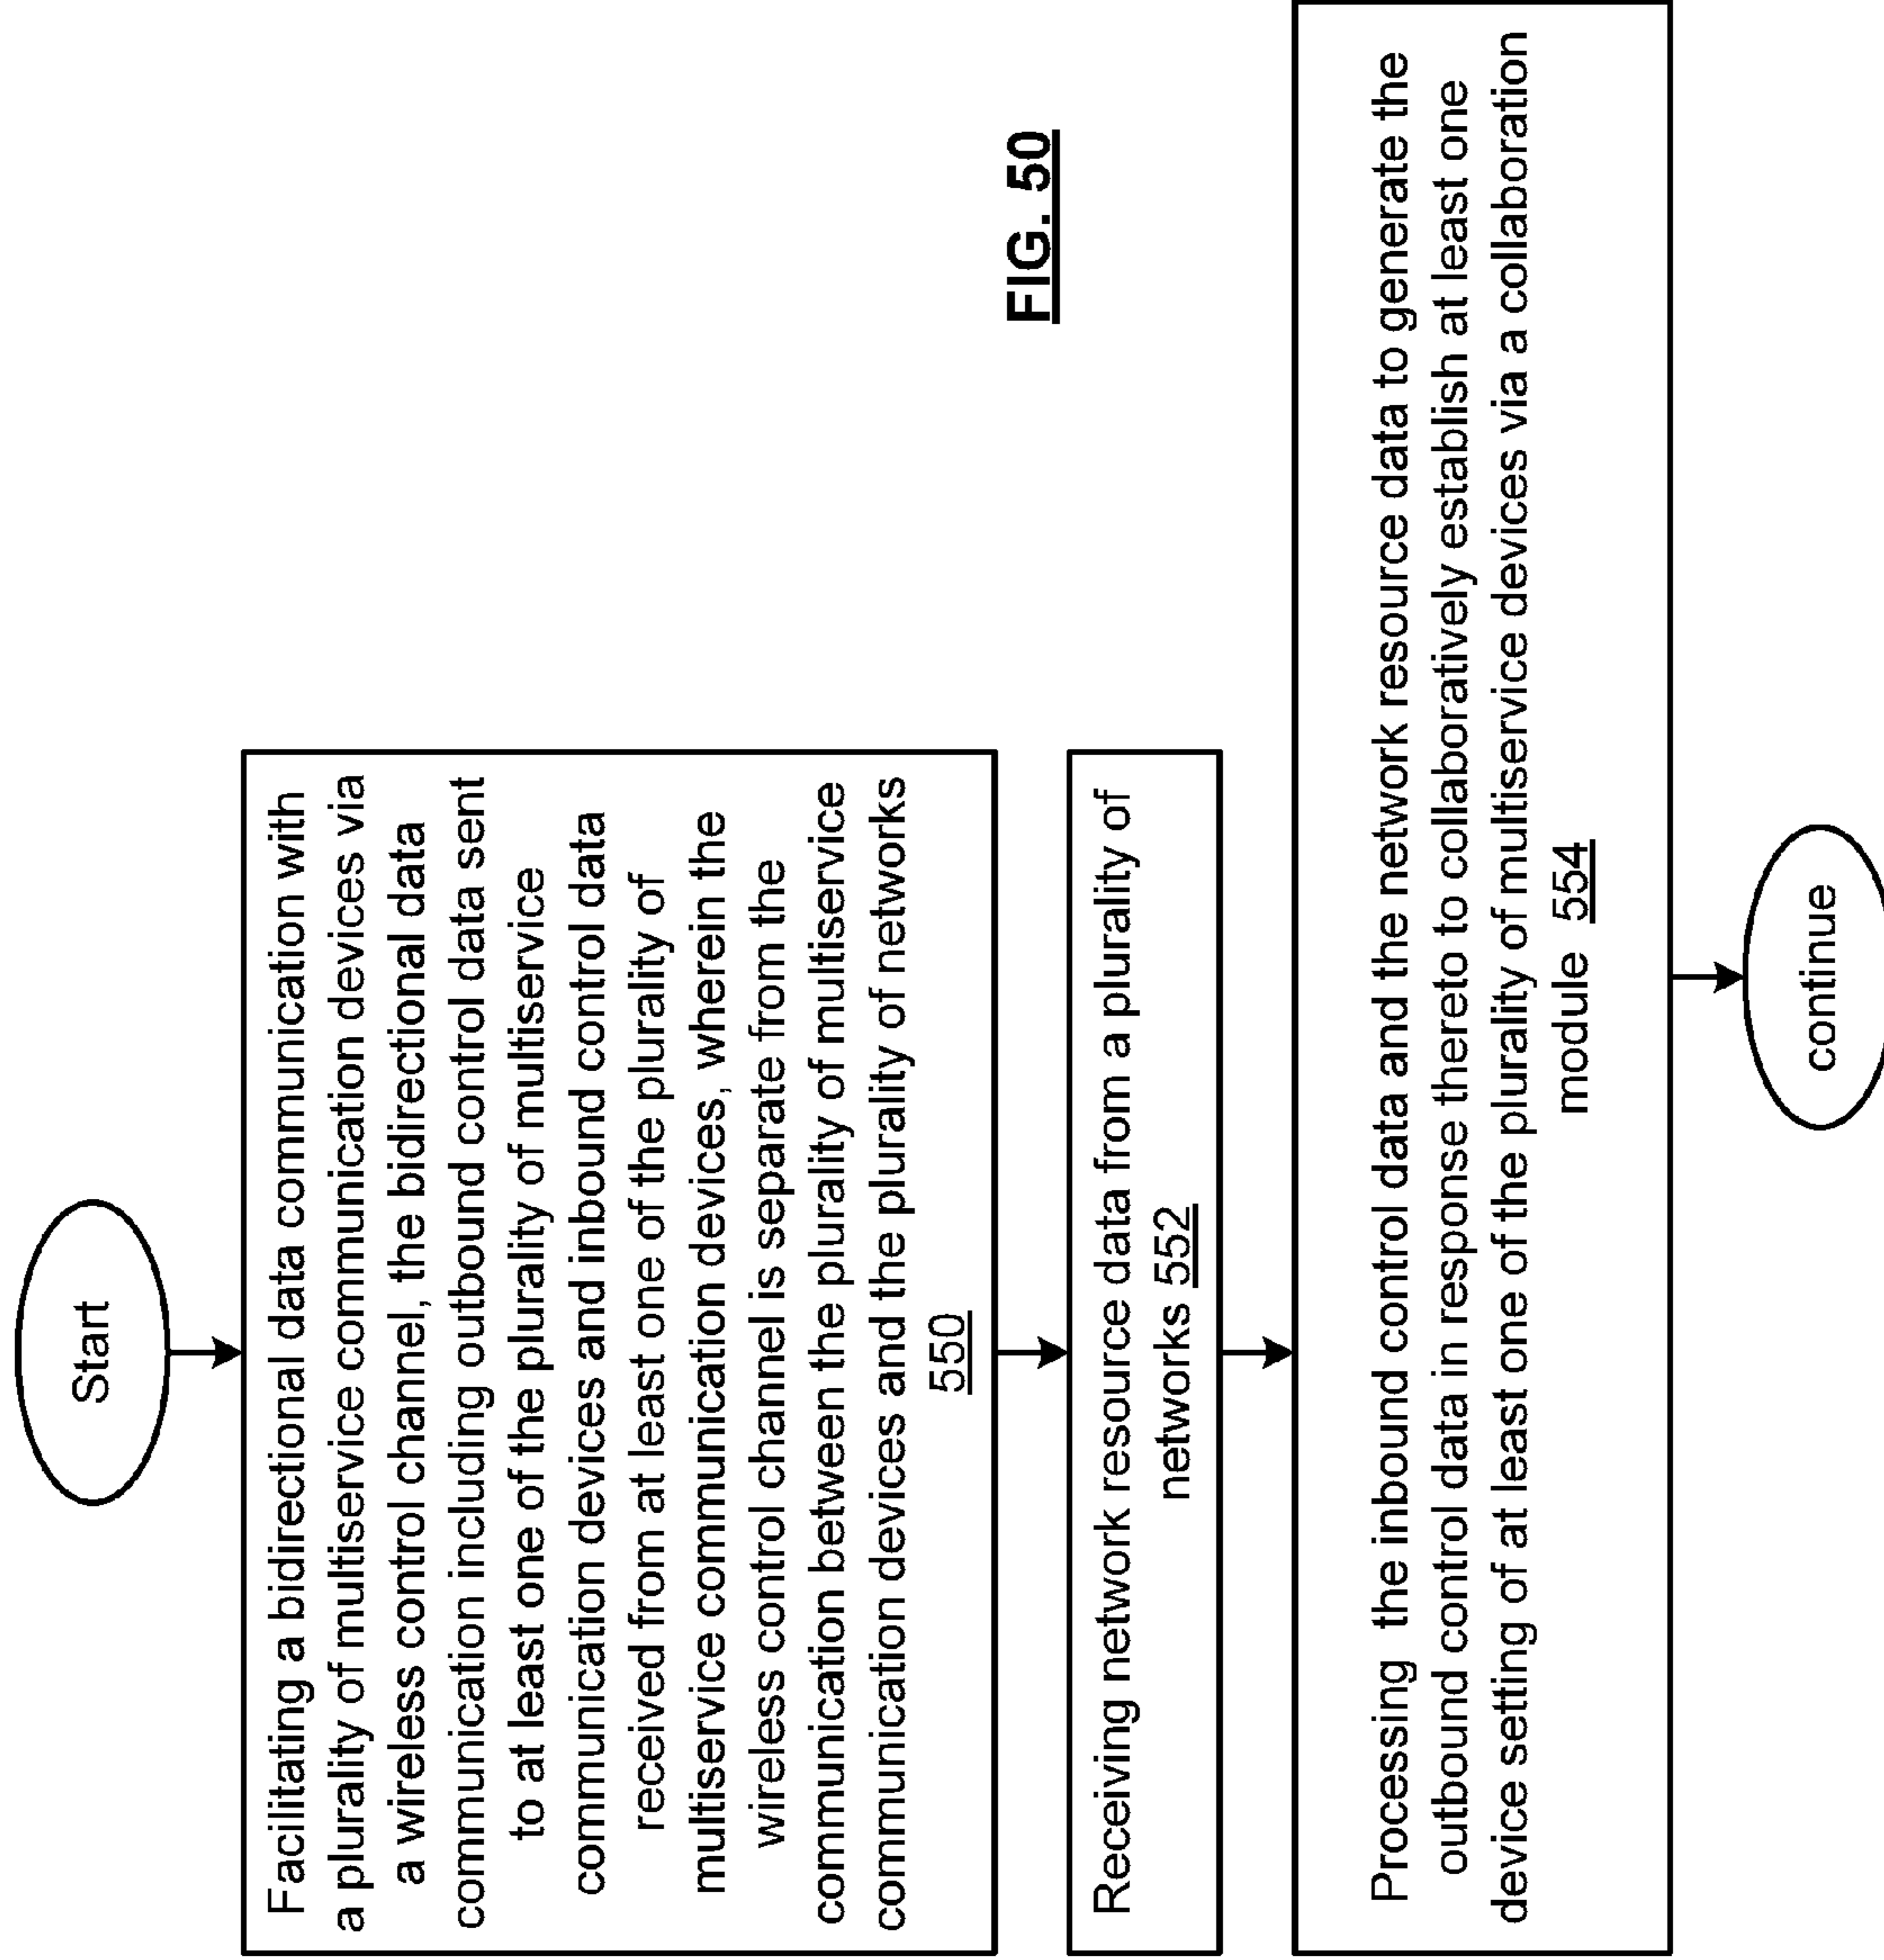 Start
Facilitating a bidirectional data communication with
a plurality of multiservice communication devices via
a wireless control channel, the bidirectional data
communication including outbound control data sent
to at least one of the plurality of multiservice
communication devices and inbound control data
received from at least one of the plurality of
multiservice communication devices, wherein the
wireless control channel is separate from the
communication between the plurality of multiservice
communication devices and the plurality of networks
550
Receiving network resource data from a plurality of
networks 552
Processing the inbound control data and the network resource data to generate the
outbound control data in response thereto to collaboratively establish at least one
device setting of at least one of the plurality of multiservice devices via a collaboration
module 554
continue
FIG. 50